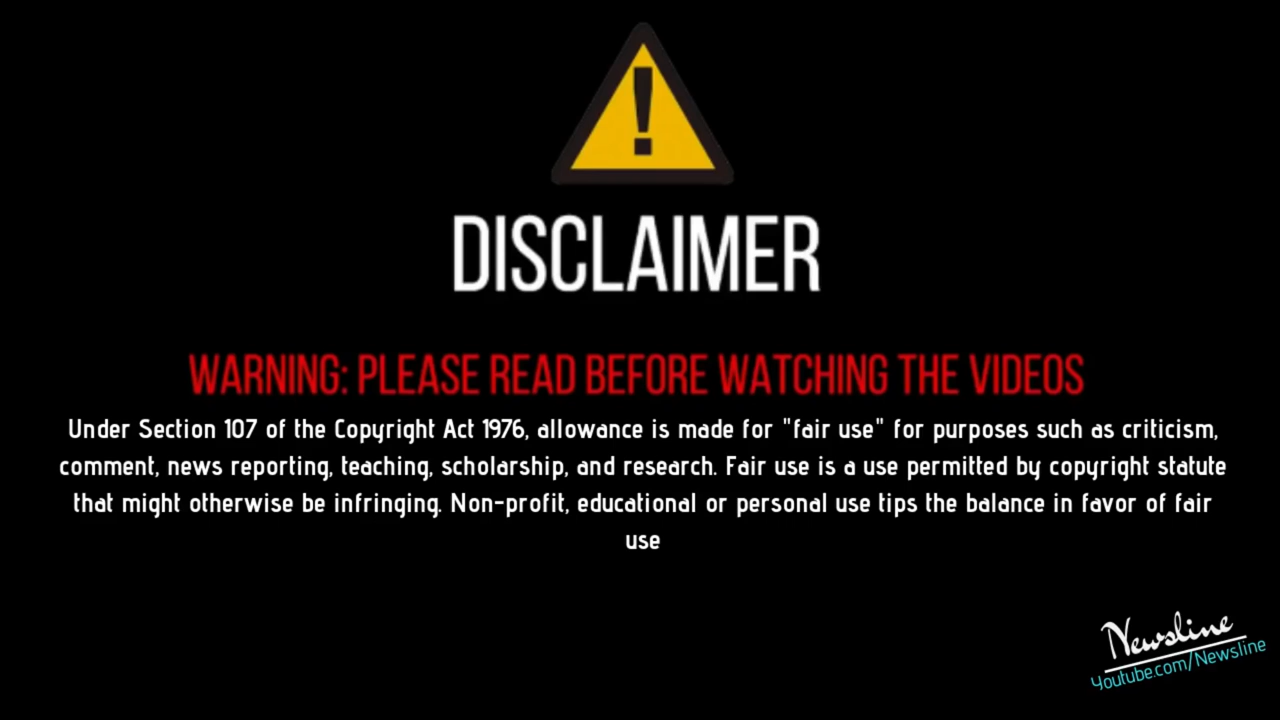 DISCLAIMER
WARNING: PLEASE READ BEFORE WATCHING THE VIDEOS
Under Section 107 of the Copyright Act 1976, allowance is made for "fair use" for purposes such as criticism,
comment, news reporting, teaching, scholarship, and research. Fair use is a use permitted by copyright statute
that might otherwise be infringing. Non-profit, educational or personal use tips the balance in favor of fair
use
Newsline
Youtube.com/Newsline